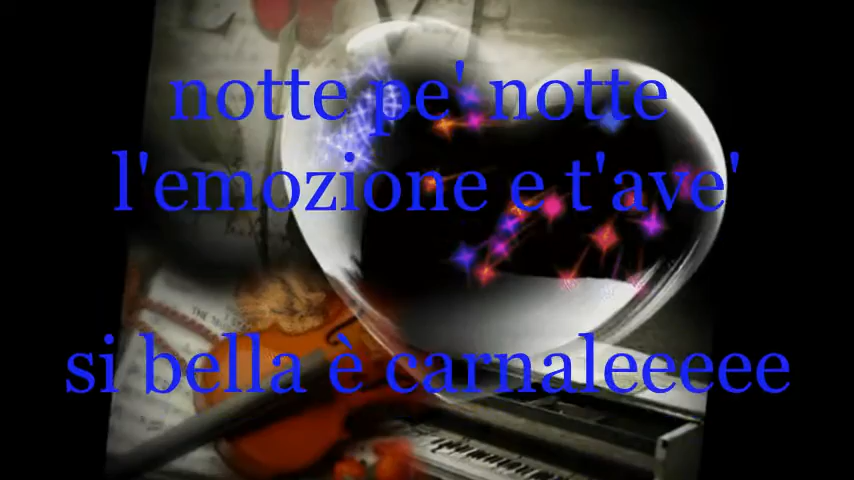 notte pe' notte
l'emozione e t'ave'
si bella è carnaleeeee